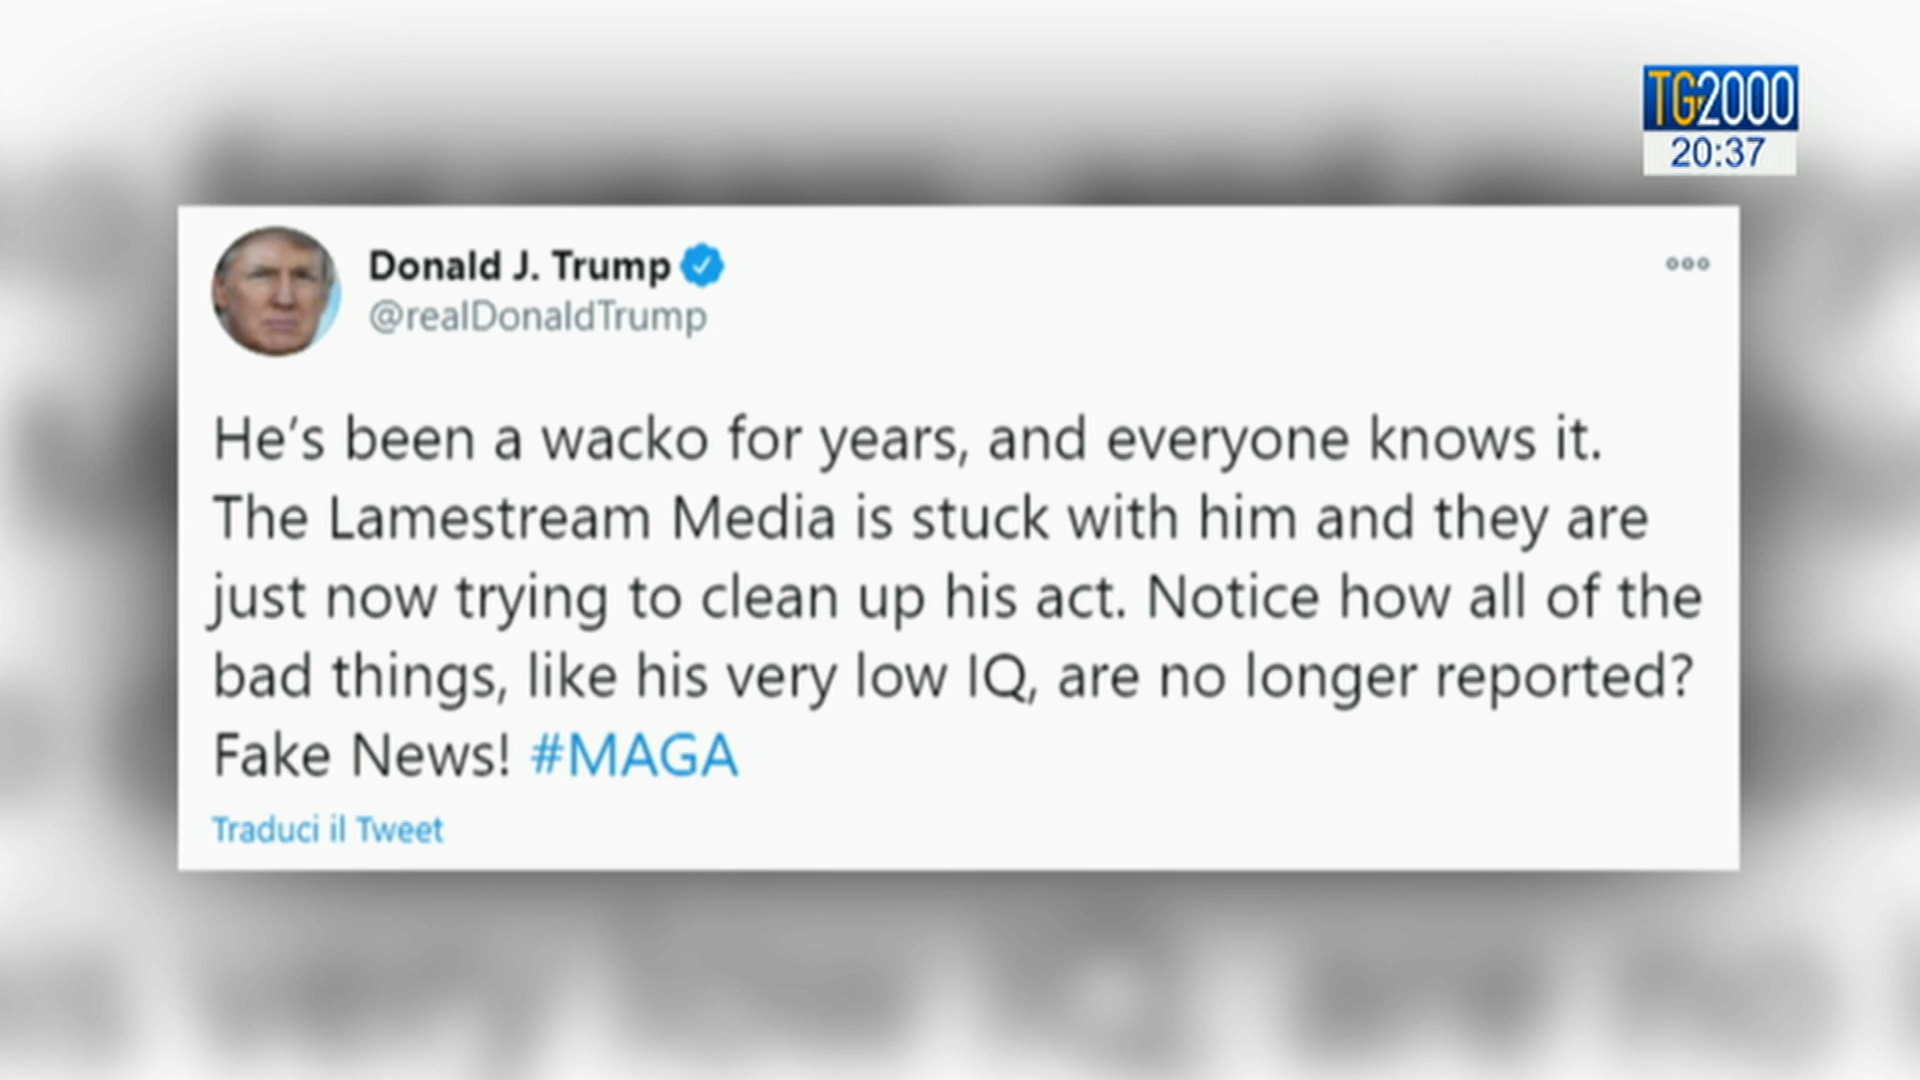 TG2000
20:37
Donald J. Trump
@realDonaldTrump
He's been a wacko for years, and everyone knows it.
The Lamestream Media is stuck with him and they are
just now trying to clean up his act. Notice how all of the
bad things, like his very low IQ, are no longer reported?
Fake News! #MAGA
Traduci il Tweet